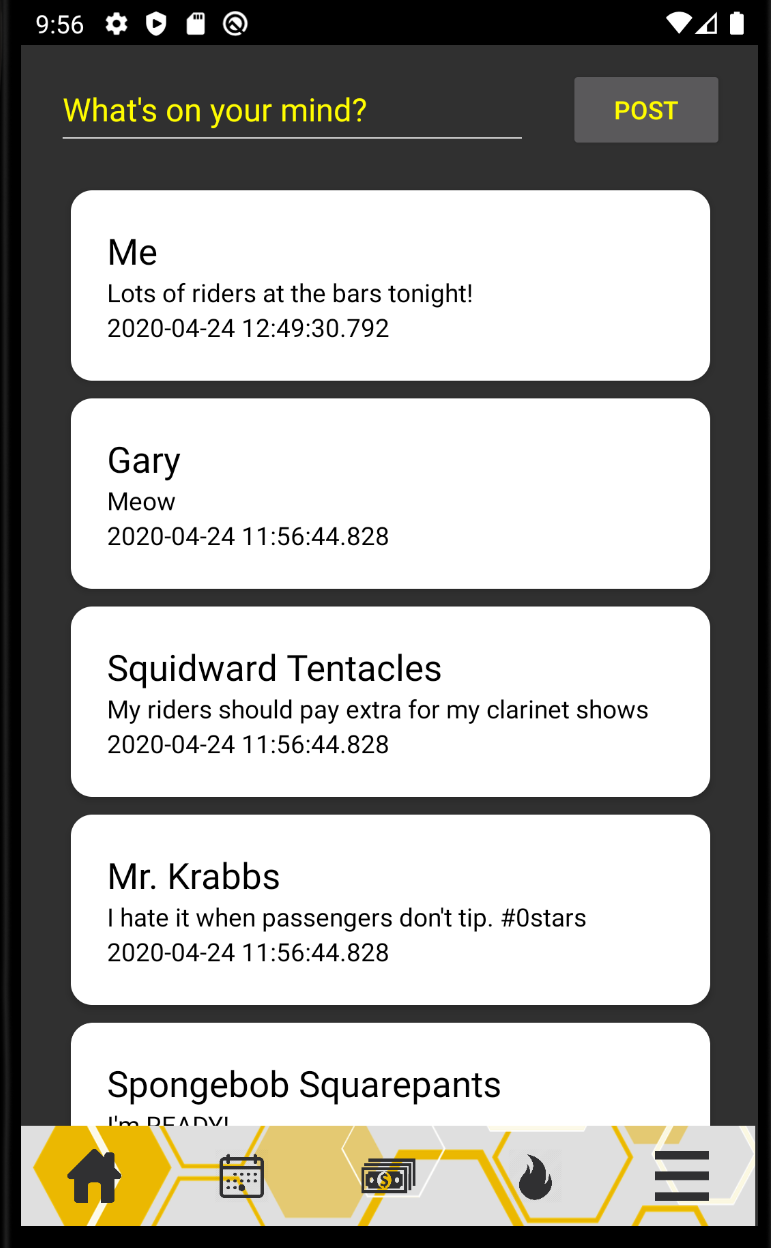 9:56
What's on your mind?
POST
Me
Lots of riders at the bars tonight!
2020-04-24 12:49:30.792
Gary
Meow
2020-04-24 11:56:44.828
Squidward Tentacles
My riders should pay extra for my clarinet shows
2020-04-24 11:56:44.828
Mr. Krabbs
I hate it when passengers don't tip. #0stars
2020-04-24 11:56:44.828
Spongebob Squarepants
I'm READY!